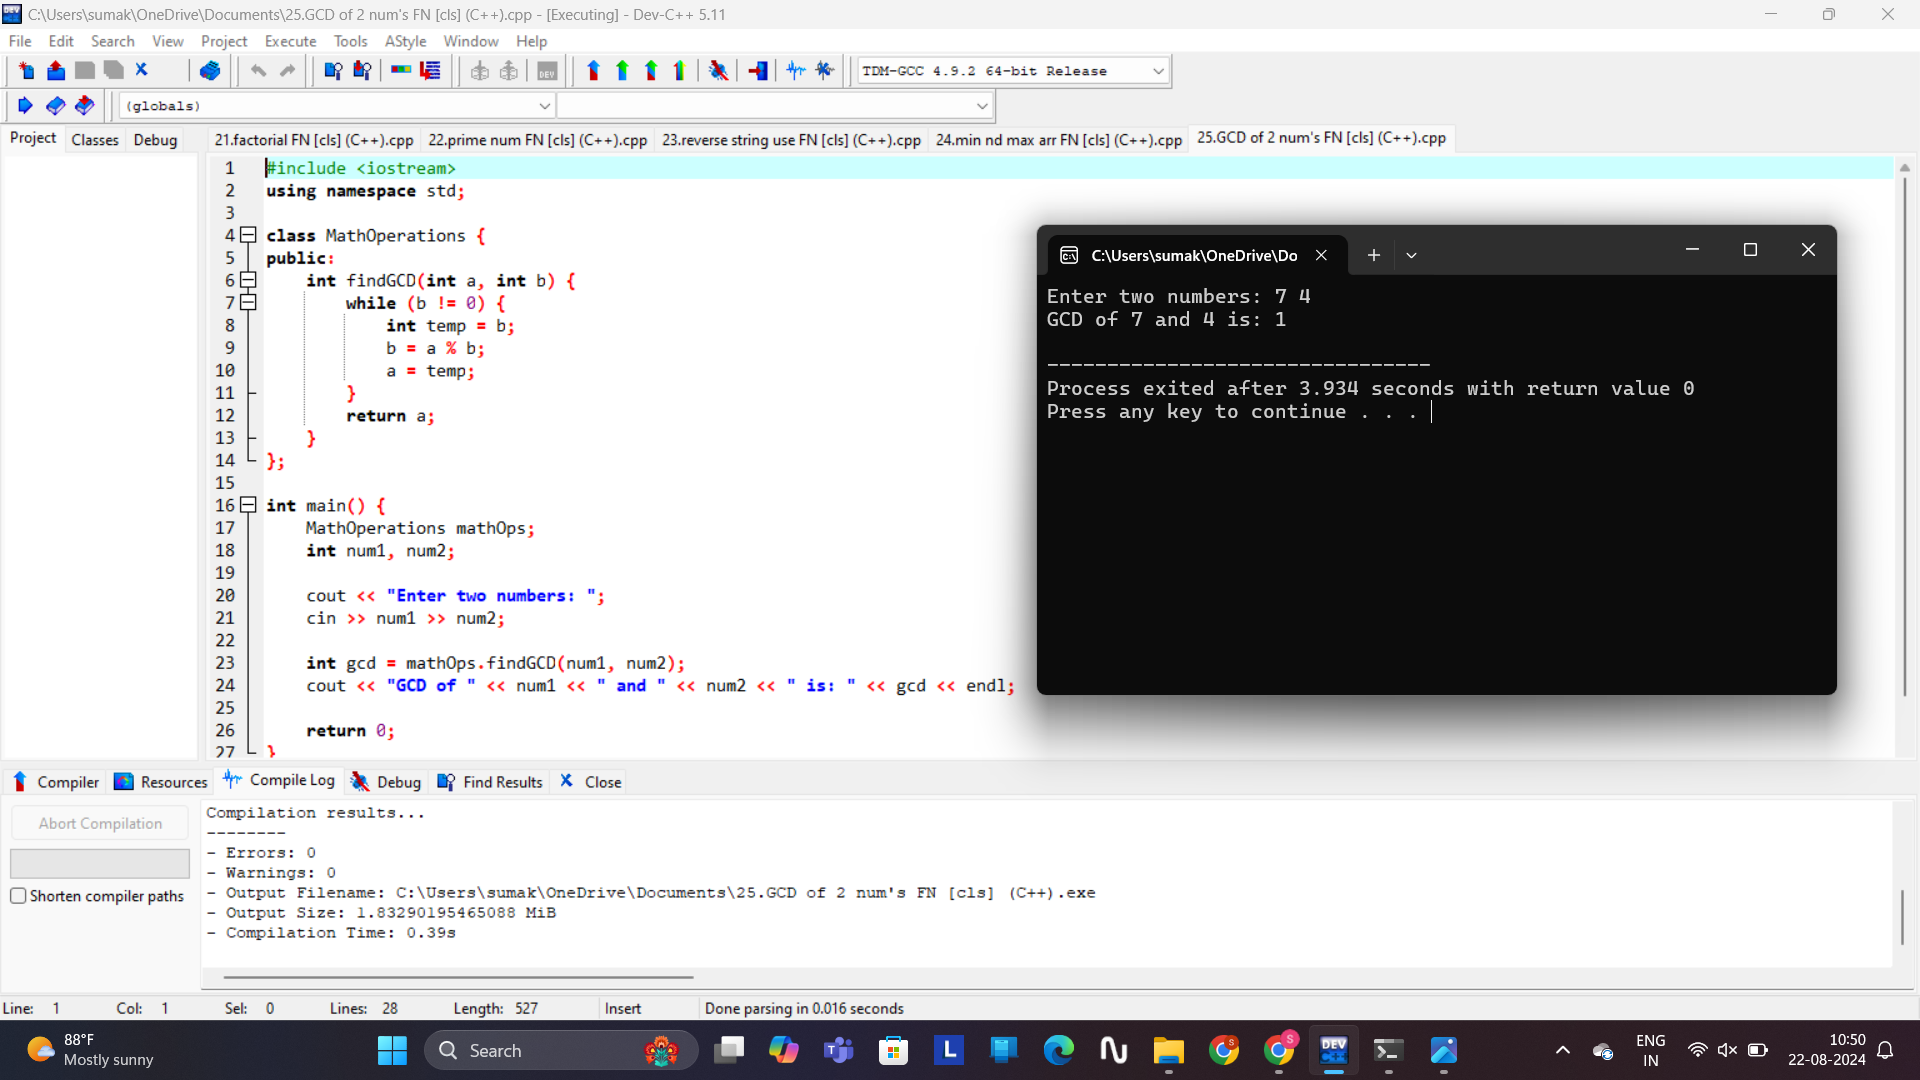 C:\Users\sumak\OneDrive\Documents\25.GCD of 2 num's FN [cls] (C++).cpp - [Executing] - Dev-C++ 5.11
File Edit Search View Project Execute Tools AStyle Window Help
DEV
TDM-GCC 4.9.2 64-bit Release
(globals)
Project Classes Debug
21.factorial FN [cls] (C++).cpp 22.prime num FN [cls] (C++).cpp 23.reverse string use FN [cls] (C++).cpp 24.min nd max arr FN [cls] (C++).cpp 25.GCD of 2 num's FN [cls] (C++).cpp
1 #include <iostream>
2 using namespace std;
3
4 class MathOperations {
5 public:
6 int findGCD(int a, int b) {
7 while (b != 0) {
8 int temp = b;
9 b = a % b;
10 a = temp;
11 }
12 return a;
13 }
14 };
15
16 int main() {
17 MathOperations mathOps;
18 int num1, num2;
19
20 cout << "Enter two numbers: ";
21 cin >> num1 >> num2;
22
23 int gcd = mathOps.findGCD(num1, num2);
24 cout << "GCD of " << num1 << " and " << num2 << " is: " << gcd << endl;
25
26 return 0;
27 }
C:\Users\sumak\OneDrive\Do
Enter two numbers: 7 4
GCD of 7 and 4 is: 1
--------------------------------
Process exited after 3.934 seconds with return value 0
Press any key to continue . . .
Compiler Resources Compile Log Debug Find Results Close
Abort Compilation
Shorten compiler paths
Compilation results...
--------
- Errors: 0
- Warnings: 0
- Output Filename: C:\Users\sumak\OneDrive\Documents\25.GCD of 2 num's FN [cls] (C++).exe
- Output Size: 1.83290195465088 MiB
- Compilation Time: 0.39s
Line: 1 Col: 1 Sel: 0 Lines: 28 Length: 527 Insert Done parsing in 0.016 seconds
88°F
Mostly sunny
Search
L
S
S
DEV
ENG
IN
10:50
22-08-2024